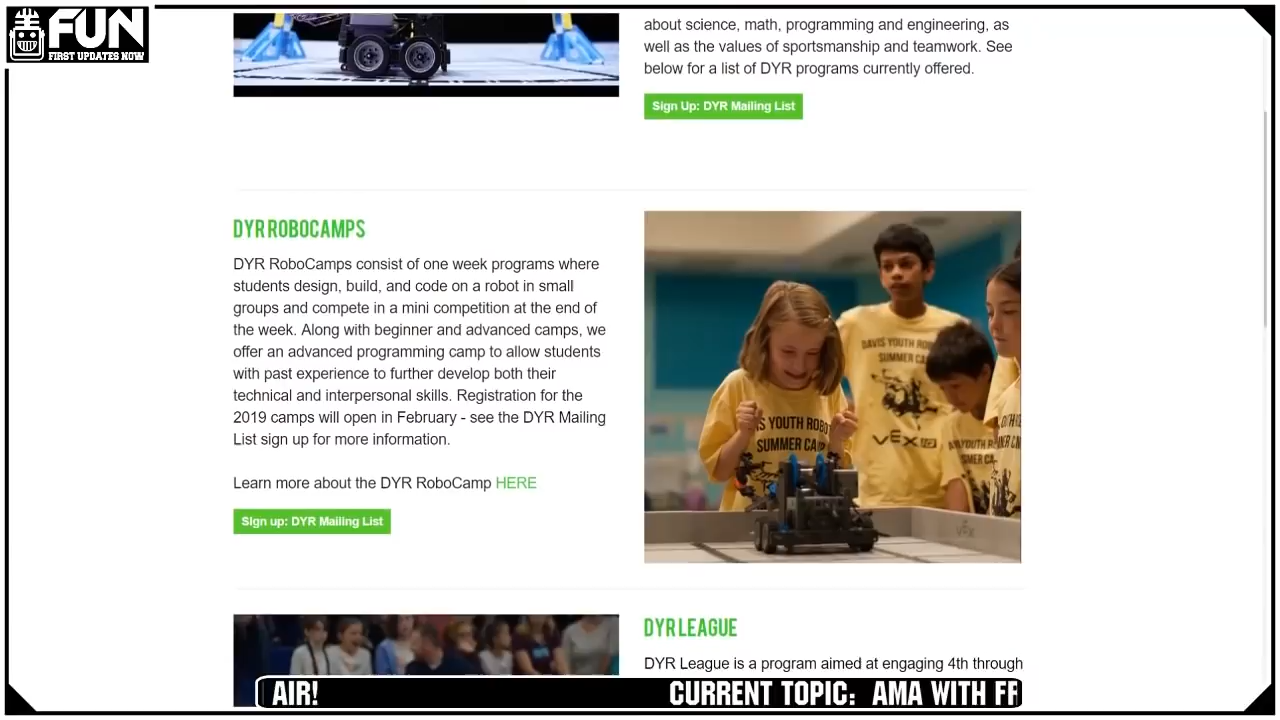 FUN
FIRST UPDATES NOW
about science, math, programming and engineering, as
well as the values of sportsmanship and teamwork. See
below for a list of DYR programs currently offered.
Sign Up: DYR Mailing List
DYR ROBOCAMPS
DYR RoboCamps consist of one week programs where
students design, build, and code on a robot in small
groups and compete in a mini competition at the end of
the week. Along with beginner and advanced camps, we
offer an advanced programming camp to allow students
with past experience to further develop both their
technical and interpersonal skills. Registration for the
2019 camps will open in February - see the DYR Mailing
List sign up for more information.
Learn more about the DYR RoboCamp HERE
Sign up: DYR Mailing List
DAVIS YOUTH ROB
SUMMER CAMP
VEX
IS YOUTH ROBOT
SUMMER CAMP
DYR LEAGUE
DYR League is a program aimed at engaging 4th through
AIR! CURRENT TOPIC: AMA WITH FR